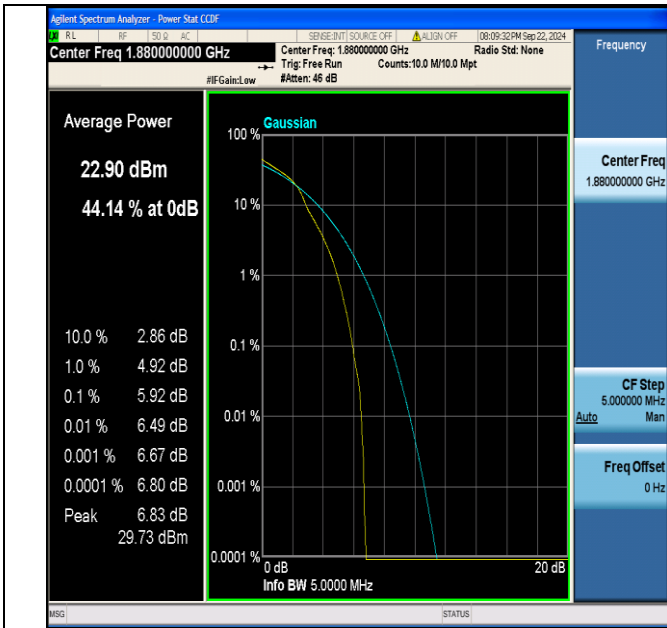 Agilent Spectrum Analyzer - Power Stat CCDF
RL RF 50 Ω AC SENSE:INT SOURCE OFF ALIGN OFF 08:09:32 PM Sep 22, 2024
Center Freq 1.880000000 GHz
Center Freq: 1.880000000 GHz Radio Std: None
Trig: Free Run Counts:10.0 M/10.0 Mpt
#IFGain:Low #Atten: 46 dB
Frequency
Average Power
22.90 dBm
44.14 % at 0dB
10.0 % 2.86 dB
1.0 % 4.92 dB
0.1 % 5.92 dB
0.01 % 6.49 dB
0.001 % 6.67 dB
0.0001 % 6.80 dB
Peak 6.83 dB
29.73 dBm
Gaussian
100 %
10 %
1 %
0.1 %
0.01 %
0.001 %
0.0001 %
0 dB 20 dB
Info BW 5.0000 MHz
Center Freq
1.880000000 GHz
CF Step
5.000000 MHz
Auto Man
Freq Offset
0 Hz
MSG STATUS